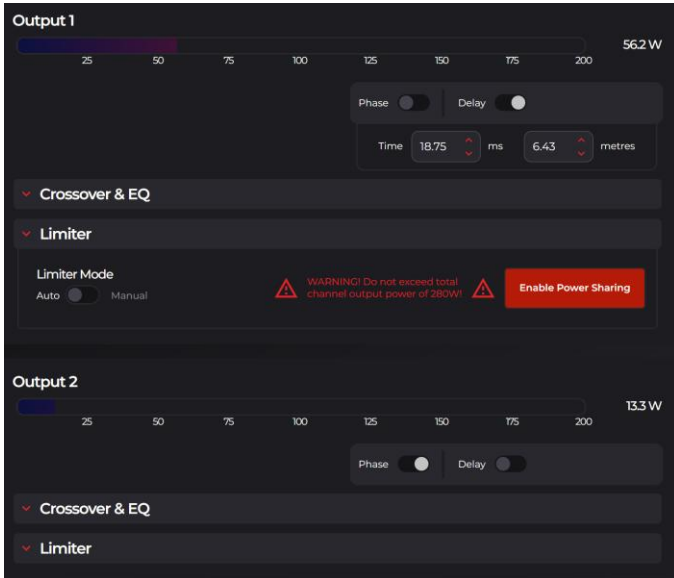 Output 1
56.2 W
25 50 75 100 125 150 175 200
Phase Delay
Time 18.75 ms 6.43 metres
Crossover & EQ
Limiter
Limiter Mode
Auto Manual
WARNING! Do not exceed total
channel output power of 280W!
Enable Power Sharing
Output 2
13.3 W
25 50 75 100 125 150 175 200
Phase Delay
Crossover & EQ
Limiter